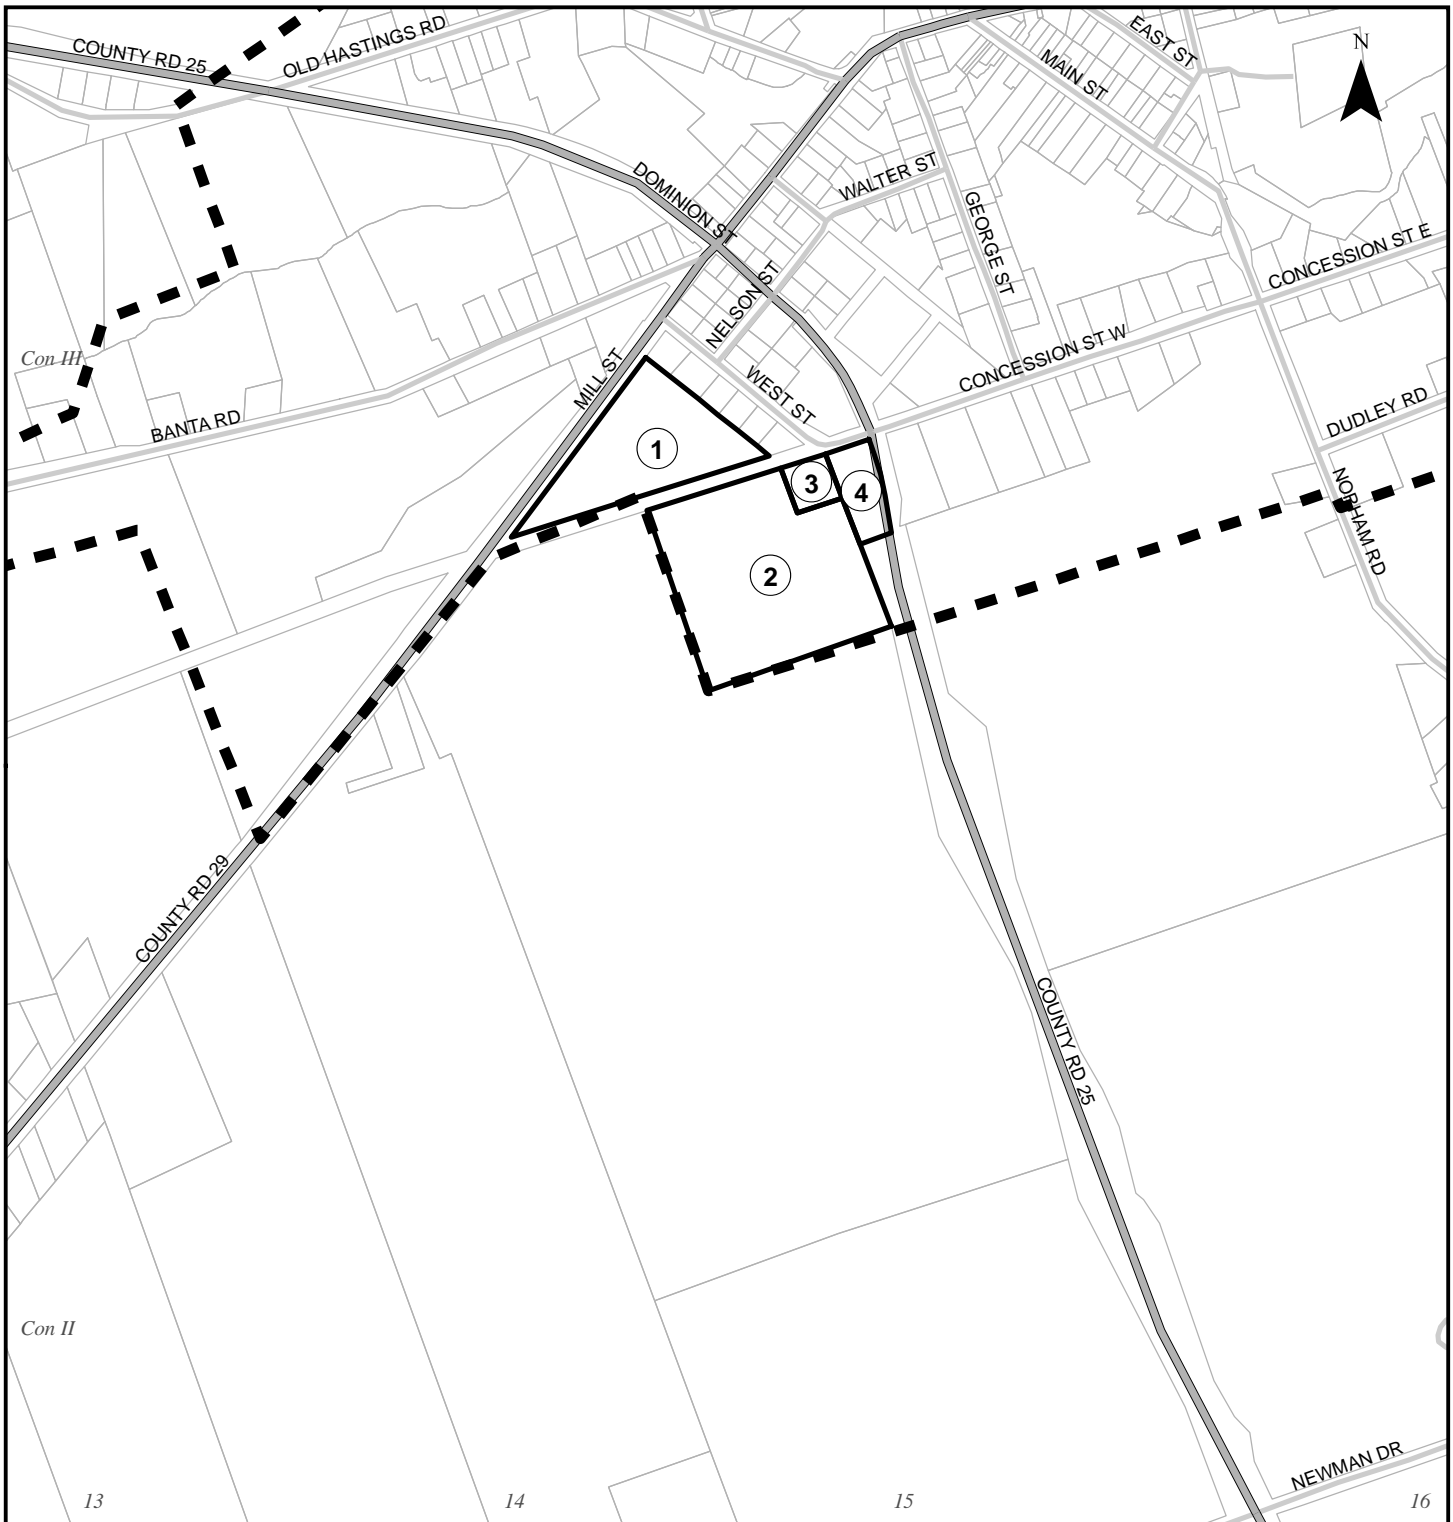 EAST ST
COUNTY RD 25
OLD HASTINGS RD
N
MAIN ST
DOMINION ST
WALTER ST
GEORGE ST
CONCESSION ST E
NELSON ST
Con III
MILL ST
CONCESSION ST W
WEST ST
BANTA RD
DUDLEY RD
1
3
4
NORHAM RD
2
COUNTY RD 29
COUNTY RD 25
Con II
NEWMAN DR
13
14
15
16